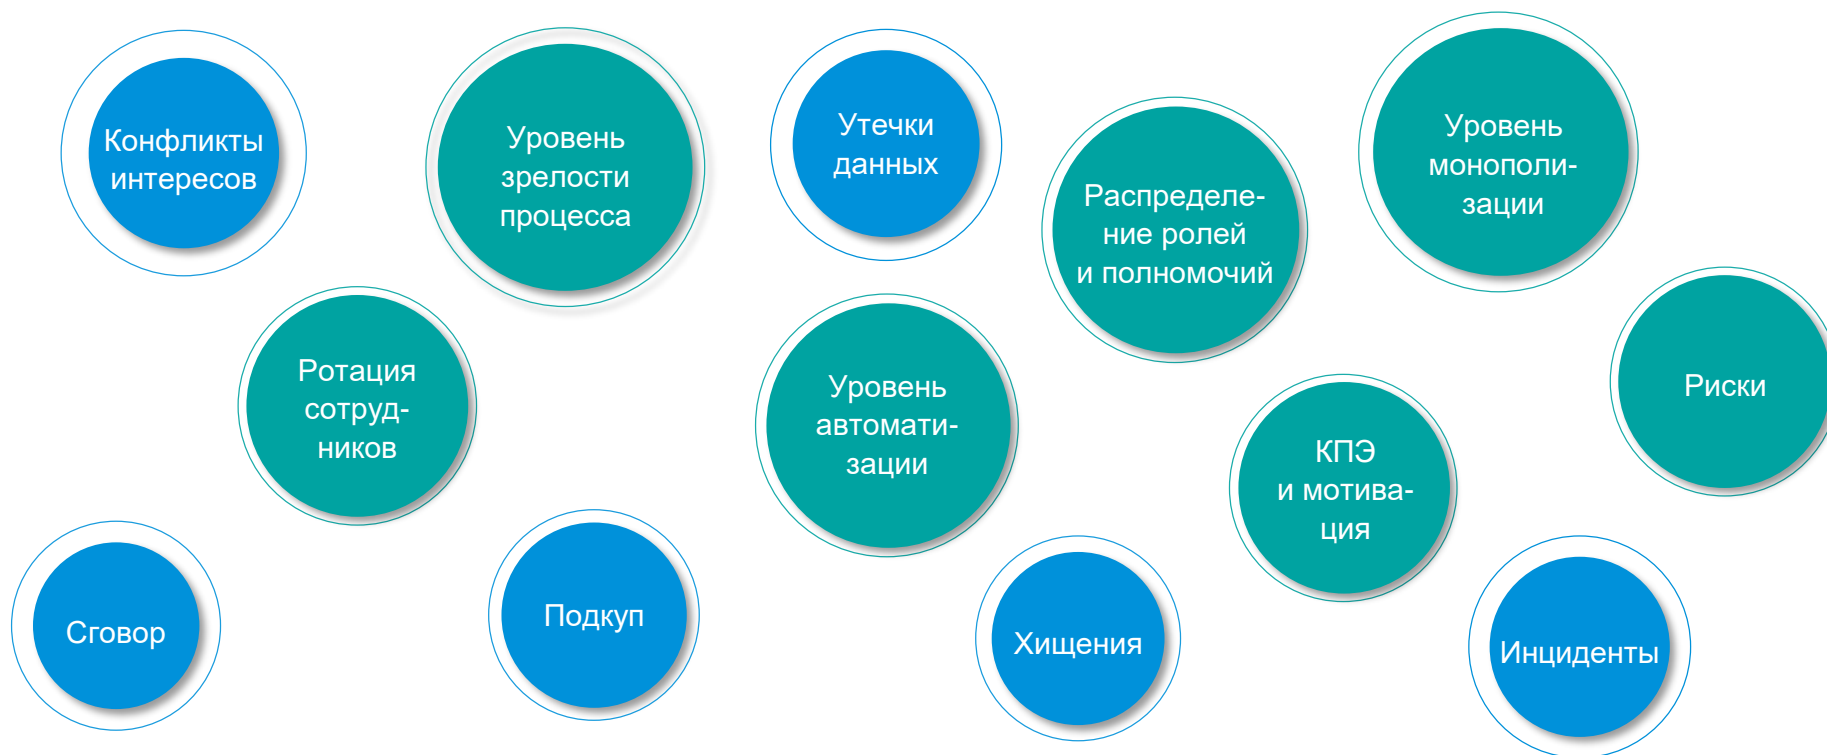 Конфликты
интересов
Уровень
зрелости
процесса
Утечки
данных
Распределе-
ние ролей
и полномочий
Уровень
монополи-
зации
Ротация
сотруд-
ников
Уровень
автомати-
зации
КПЭ
и мотива-
ция
Риски
Сговор
Подкуп
Хищения
Инциденты